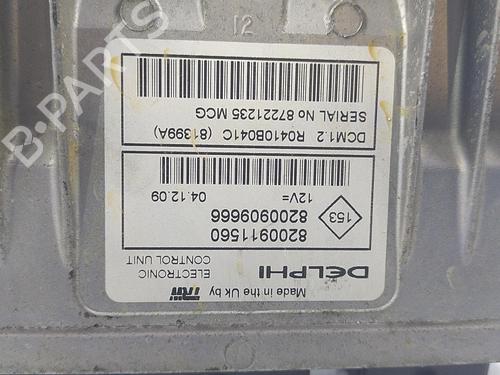 Made in the Uk by TRW
DELPHI
ELECTRONIC
CONTROL UNIT
8200911560
8200909666
153
12V=
04.12.09
DCM1.2 R0410B041C (81399A)
SERIAL No 87221235 MCG
12
B-PARTS